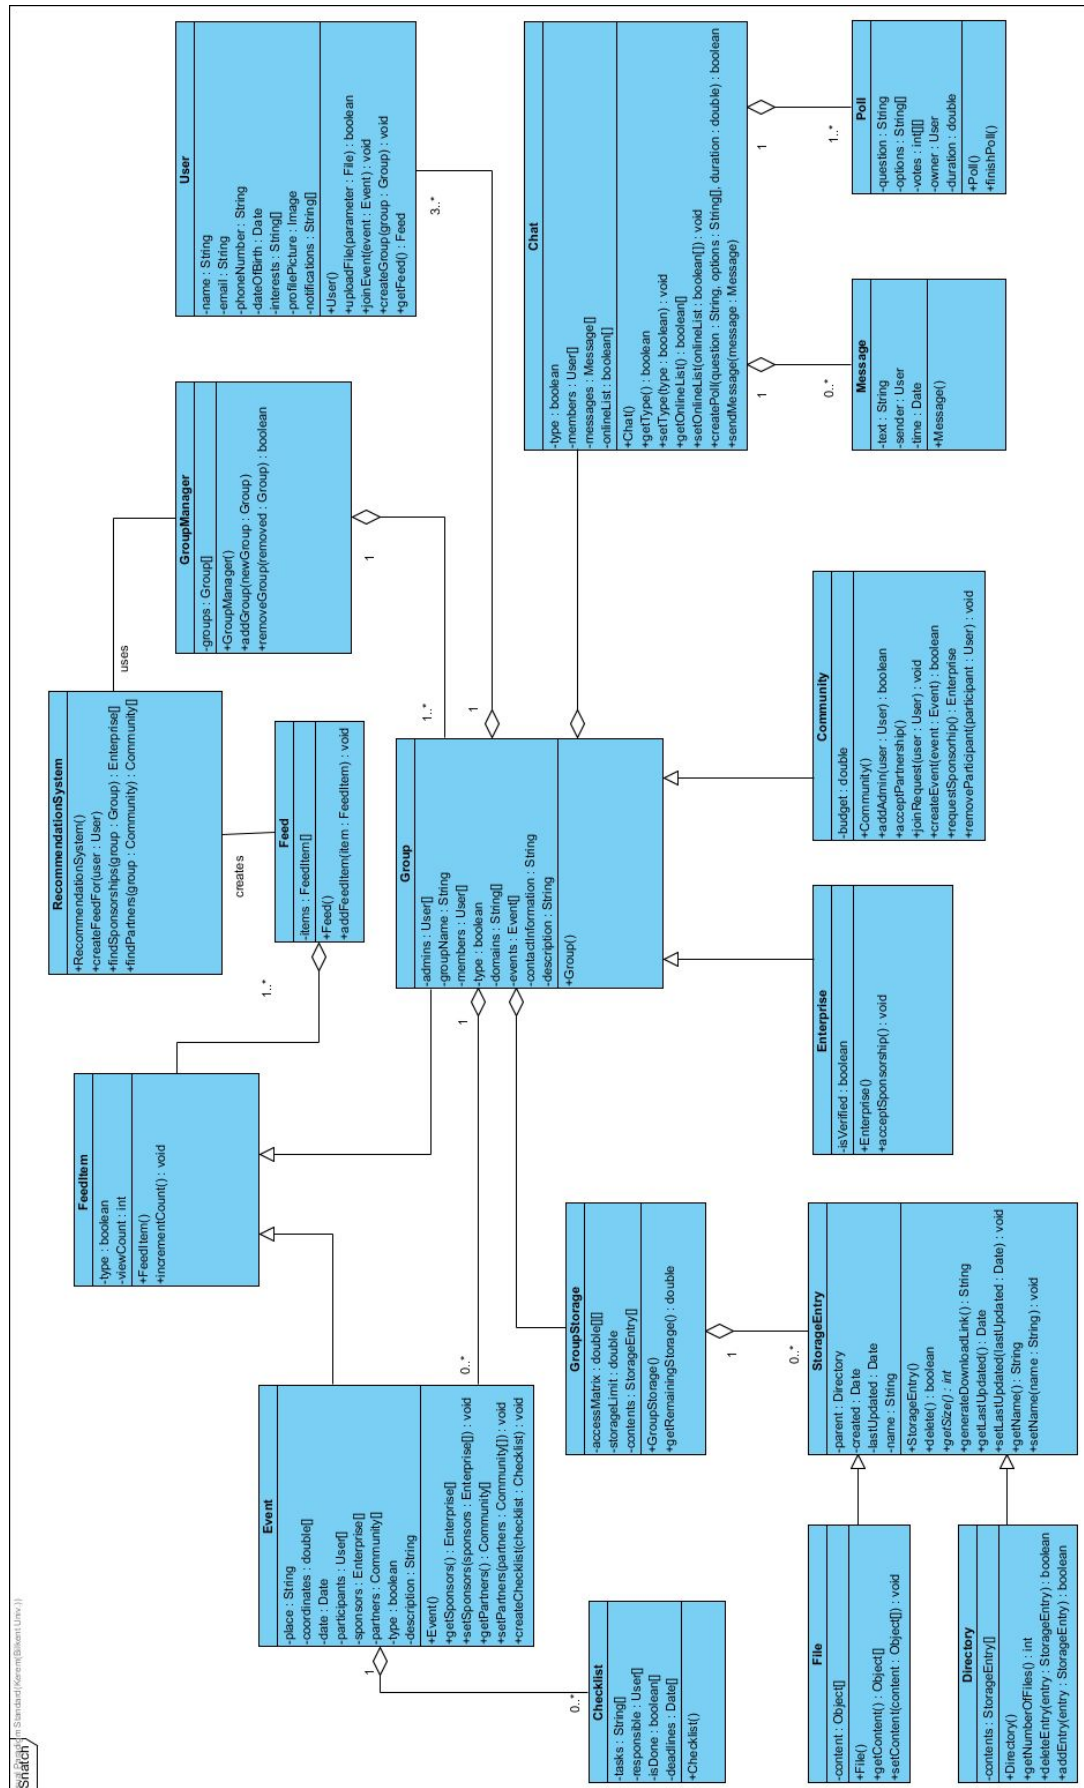 Snatch
RecommendationSystem
+RecommendationSystem()
+createFeedFor(user : User)
+findSponsorships(group : Group) : Enterprise[]
+findPartners(group : Community) : Community[]
uses
creates
GroupManager
-groups : Group[]
+GroupManager()
+addGroup(newGroup : Group)
+removeGroup(removed : Group) : boolean
1
1..*
User
-name : String
-email : String
-phoneNumber : String
-dateOfBirth : Date
-interests : String[]
-profilePicture : Image
-notifications : String[]
+User()
+uploadFile(parameter : File) : boolean
+joinEvent(event : Event) : void
+createGroup(group : Group) : void
+getFeed() : Feed
3..*
1
FeedItem
-type : boolean
-viewCount : int
+FeedItem()
+incrementCount() : void
1..*
Feed
-items : FeedItem[]
+Feed()
+addFeedItem(item : FeedItem) : void
Event
-place : String
-coordinates : double[]
-date : Date
-participants : User[]
-sponsors : Enterprise[]
-partners : Community[]
-type : boolean
-description : String
+Event()
+getSponsors() : Enterprise[]
+setSponsors(sponsors : Enterprise[]) : void
+getPartners() : Community[]
+setPartners(partners : Community[]) : void
+createChecklist(checklist : Checklist) : void
0..*
1
Group
-admins : User[]
-groupName : String
-members : User[]
-type : boolean
-domains : String[]
-events : Event[]
-contactInformation : String
-description : String
+Group()
1
0..*
Checklist
-tasks : String[]
-responsible : User[]
-isDone : boolean[]
-deadlines : Date[]
+Checklist()
GroupStorage
-accessMatrix : double[][]
-storageLimit : double
-contents : StorageEntry[]
+GroupStorage()
+getRemainingStorage() : double
1
0..*
Chat
-type : boolean
-members : User[]
-messages : Message[]
-onlineList : boolean[]
+Chat()
+getType() : boolean
+setType(type : boolean) : void
+getOnlineList() : boolean[]
+setOnlineList(onlineList : boolean[]) : void
+createPoll(question : String, options : String[], duration : double) : boolean
+sendMessage(message : Message)
1
0..*
1
1..*
File
-content : Object[]
+File()
+getContent() : Object[]
+setContent(content : Object[]) : void
Directory
-contents : StorageEntry[]
+Directory()
+getNumberOfFiles() : int
+deleteEntry(entry : StorageEntry) : boolean
+addEntry(entry : StorageEntry) : boolean
StorageEntry
-parent : Directory
-created : Date
-lastUpdated : Date
-name : String
+StorageEntry()
+delete() : boolean
+getSize() : int
+generateDownloadLink() : String
+getLastUpdated() : Date
+setLastUpdated(lastUpdated : Date) : void
+getName() : String
+setName(name : String) : void
Enterprise
-isVerified : boolean
+Enterprise()
+acceptSponsorship() : void
Community
-budget : double
+Community()
+addAdmin(user : User) : boolean
+acceptPartnership()
+joinRequest(user : User) : void
+createEvent(event : Event) : boolean
+requestSponsorhip() : Enterprise
+removeParticipant(participant : User) : void
Message
-text : String
-sender : User
-time : Date
+Message()
Poll
-question : String
-options : String[]
-votes : int[][]
-owner : User
-duration : double
+Poll()
+finishPoll()